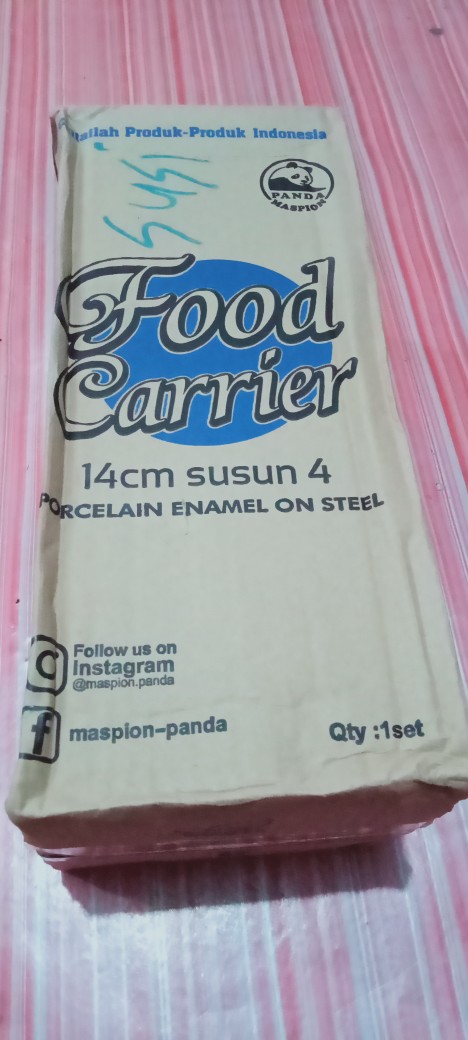 Produk-Produk Indonesia
susi
PANDA
MASPION
Food
Carrier
14cm susun 4
PORCELAIN ENAMEL ON STEEL
Follow us on
Instagram
@maspion.panda
maspion-panda
Qty :1set